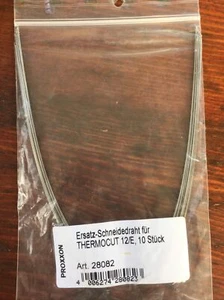 PROXXON
Ersatz-Schneidedraht für
THERMOCUT 12/E, 10 Stück
Art. 28082
4 006274 280823